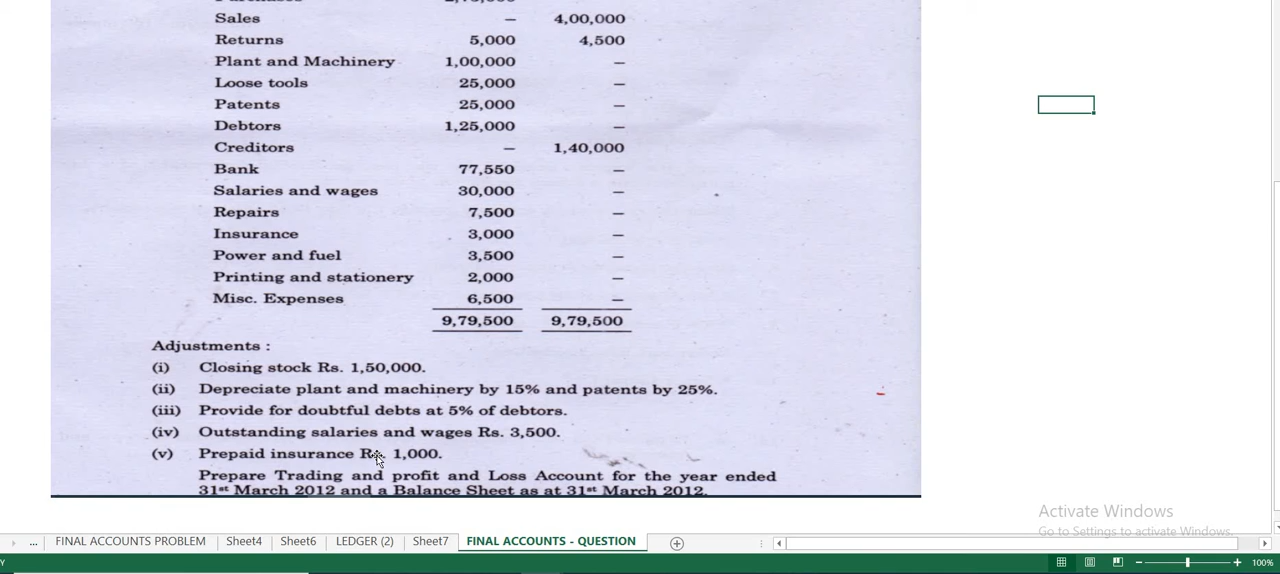 Sales – 4,00,000
Returns 5,000 4,500
Plant and Machinery 1,00,000 –
Loose tools 25,000 –
Patents 25,000 –
Debtors 1,25,000 –
Creditors – 1,40,000
Bank 77,550 –
Salaries and wages 30,000 –
Repairs 7,500 –
Insurance 3,000 –
Power and fuel 3,500 –
Printing and stationery 2,000 –
Misc. Expenses 6,500 –
9,79,500 9,79,500
Adjustments :
(i) Closing stock Rs. 1,50,000.
(ii) Depreciate plant and machinery by 15% and patents by 25%.
(iii) Provide for doubtful debts at 5% of debtors.
(iv) Outstanding salaries and wages Rs. 3,500.
(v) Prepaid insurance Rs. 1,000.
Prepare Trading and profit and Loss Account for the year ended
31st March 2012 and a Balance Sheet as at 31st March 2012.
Activate Windows
Go to Settings to activate Windows.
... FINAL ACCOUNTS PROBLEM Sheet4 Sheet6 LEDGER (2) Sheet7 FINAL ACCOUNTS - QUESTION
Y 100%